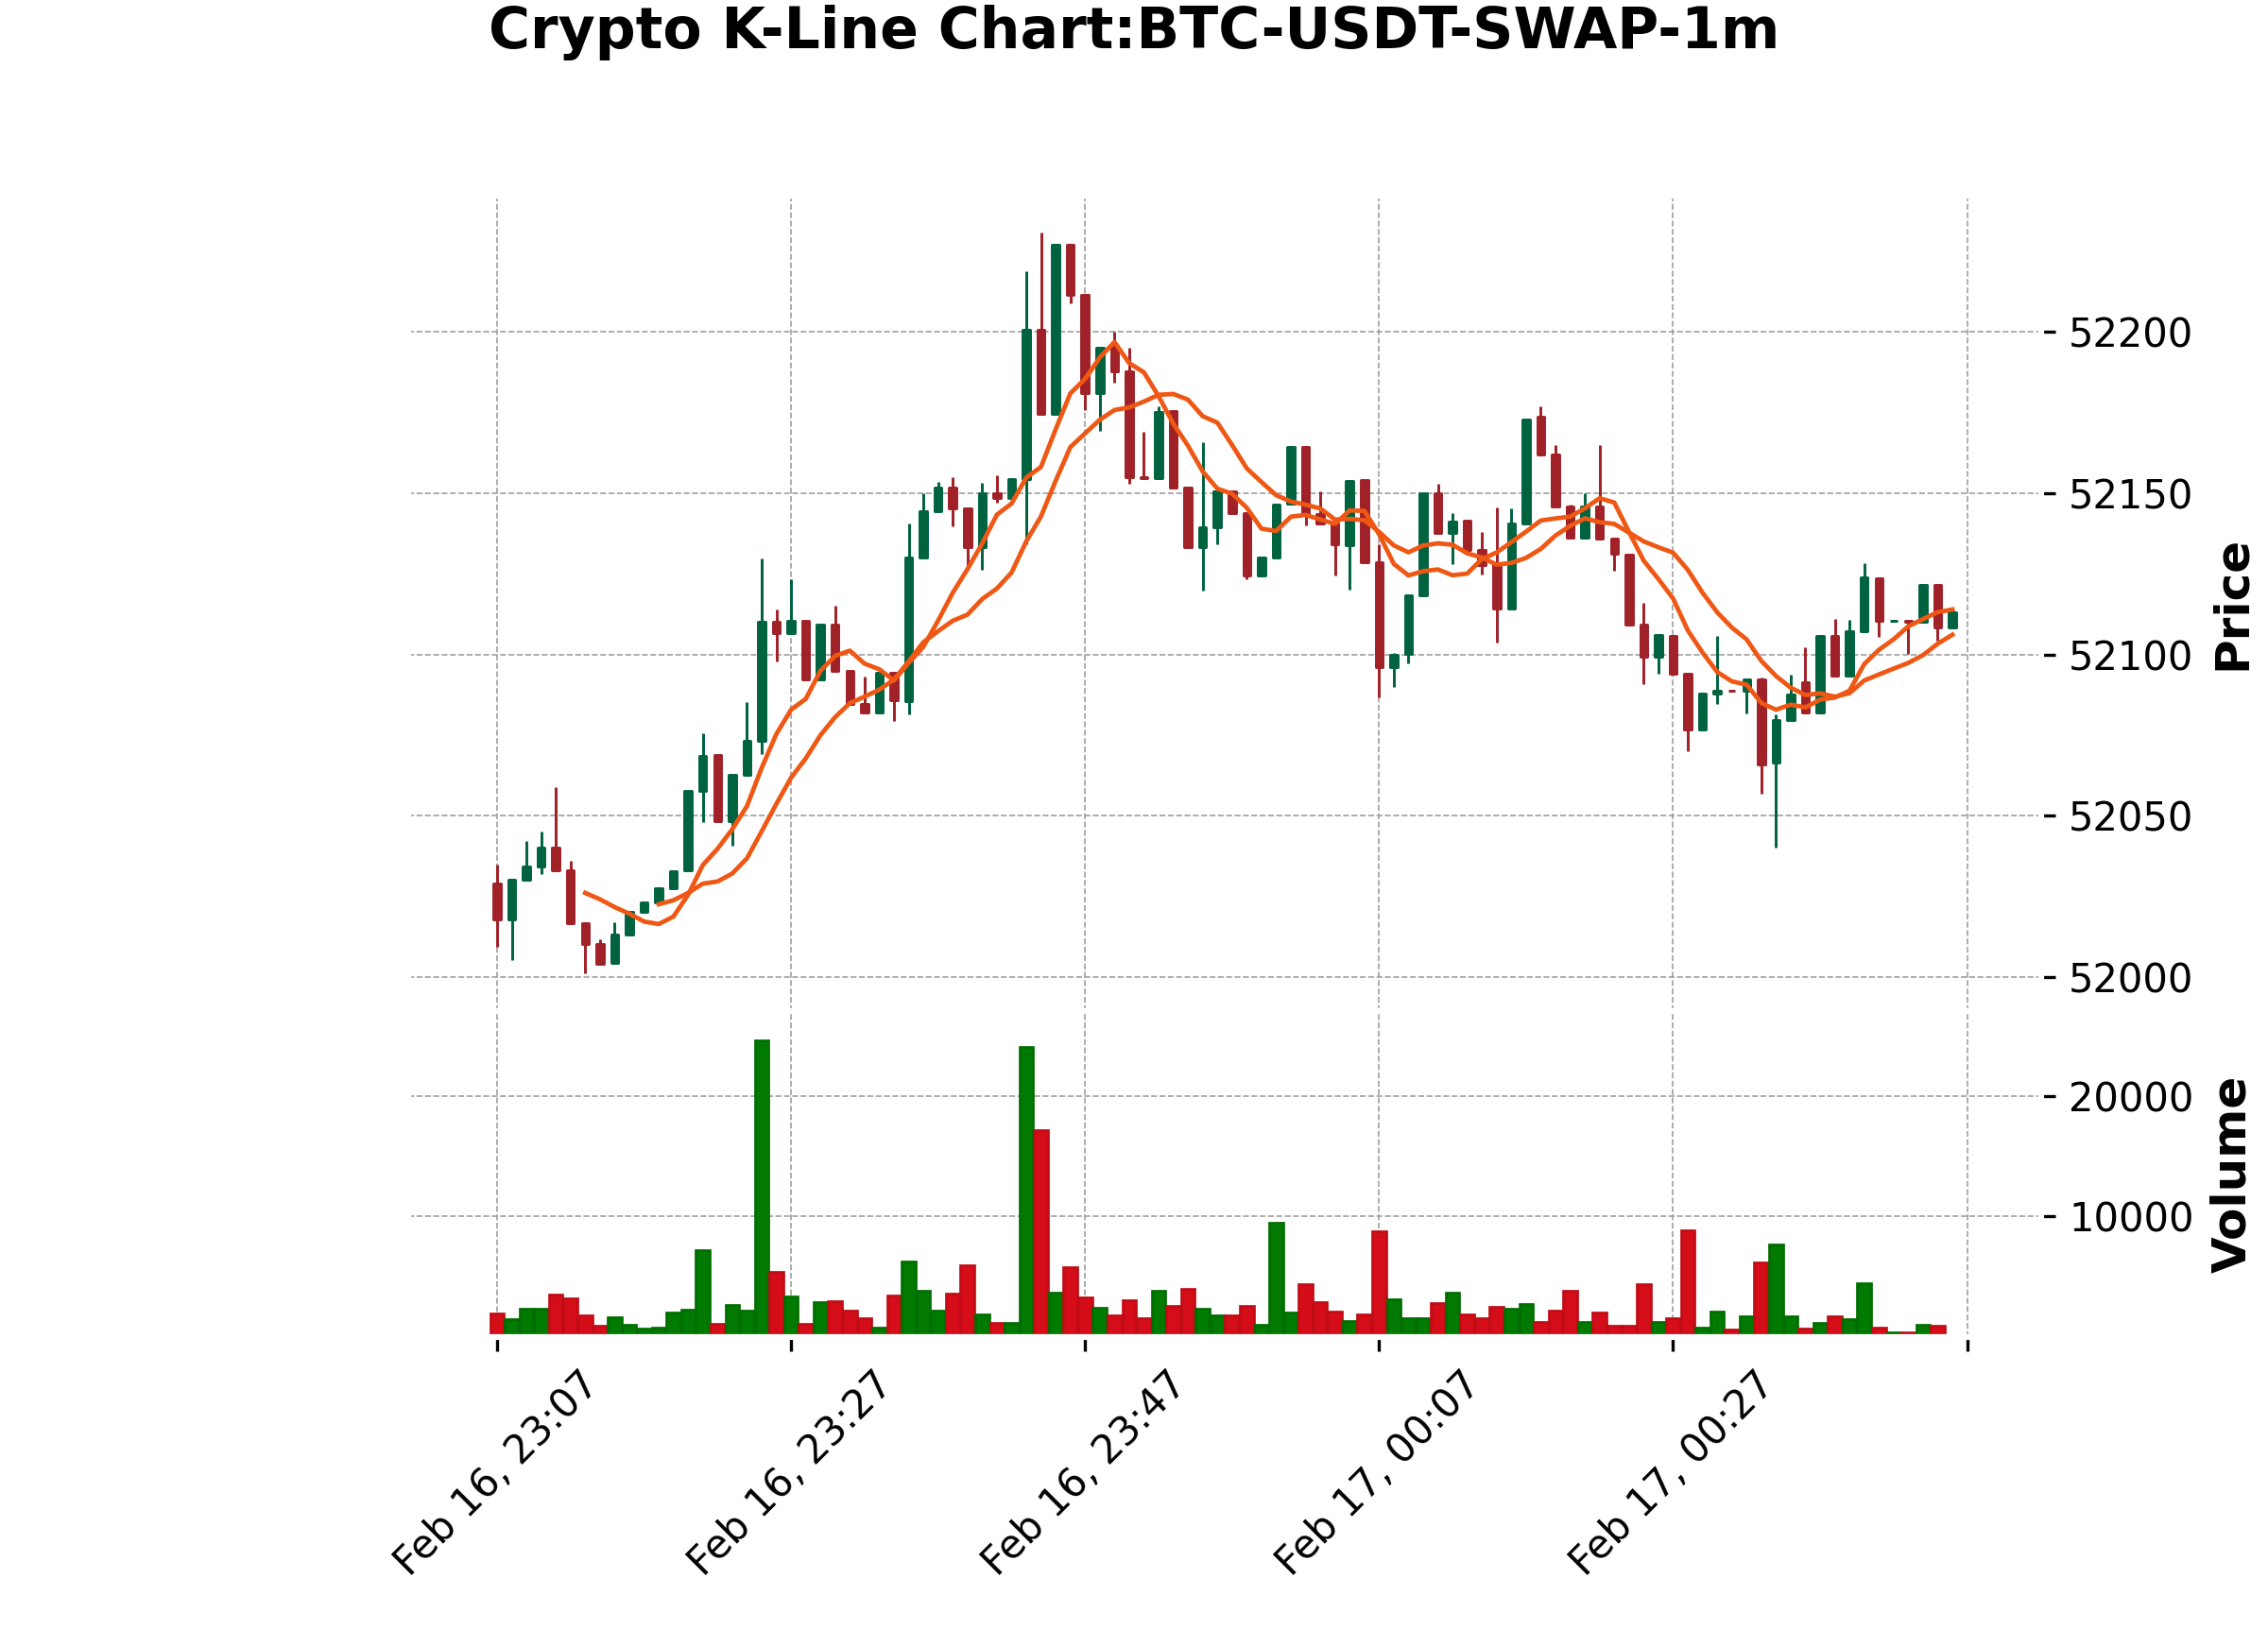 Crypto K-Line Chart:BTC-USDT-SWAP-1m
52200
52150
52100
52050
52000
Price
20000
10000
Volume
Feb 16, 23:07
Feb 16, 23:27
Feb 16, 23:47
Feb 17, 00:07
Feb 17, 00:27